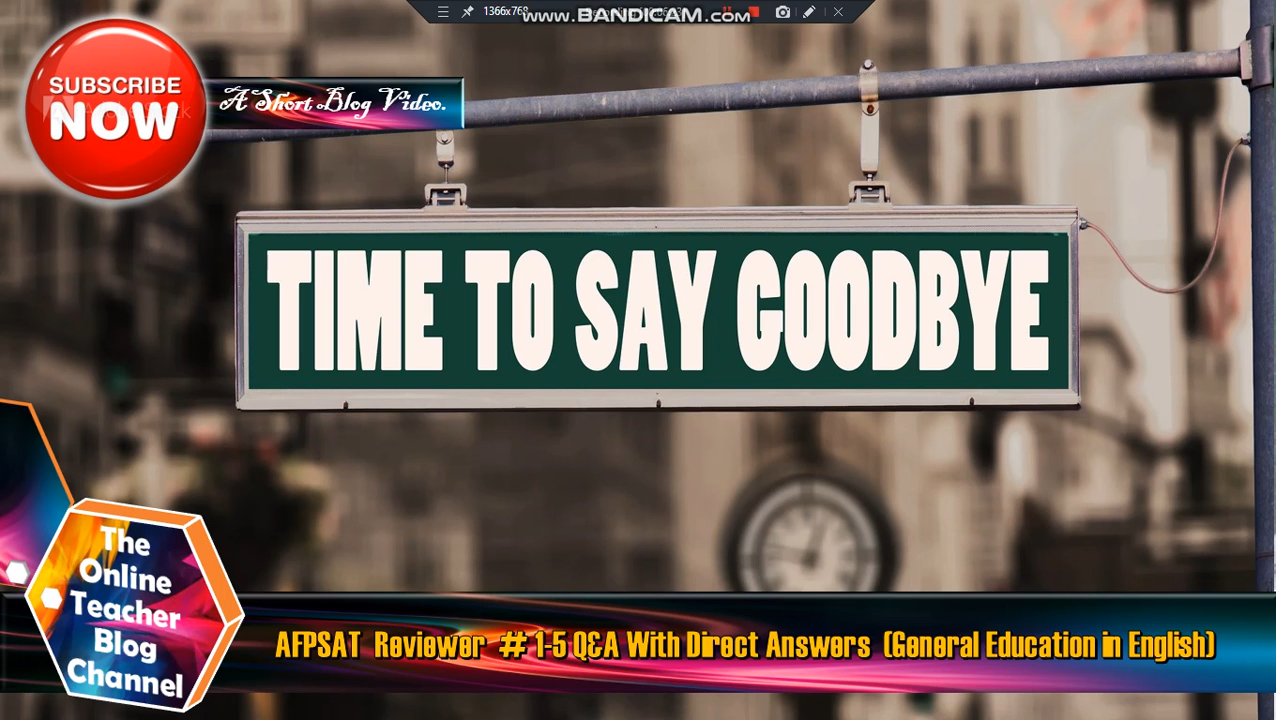 1366x768
www.BANDICAM.com
SUBSCRIBE
NOW
A Short Blog Video.
TIME TO SAY GOODBYE
The
Online
Teacher
Blog
Channel
AFPSAT Reviewer # 1-5 Q&A With Direct Answers (General Education in English)